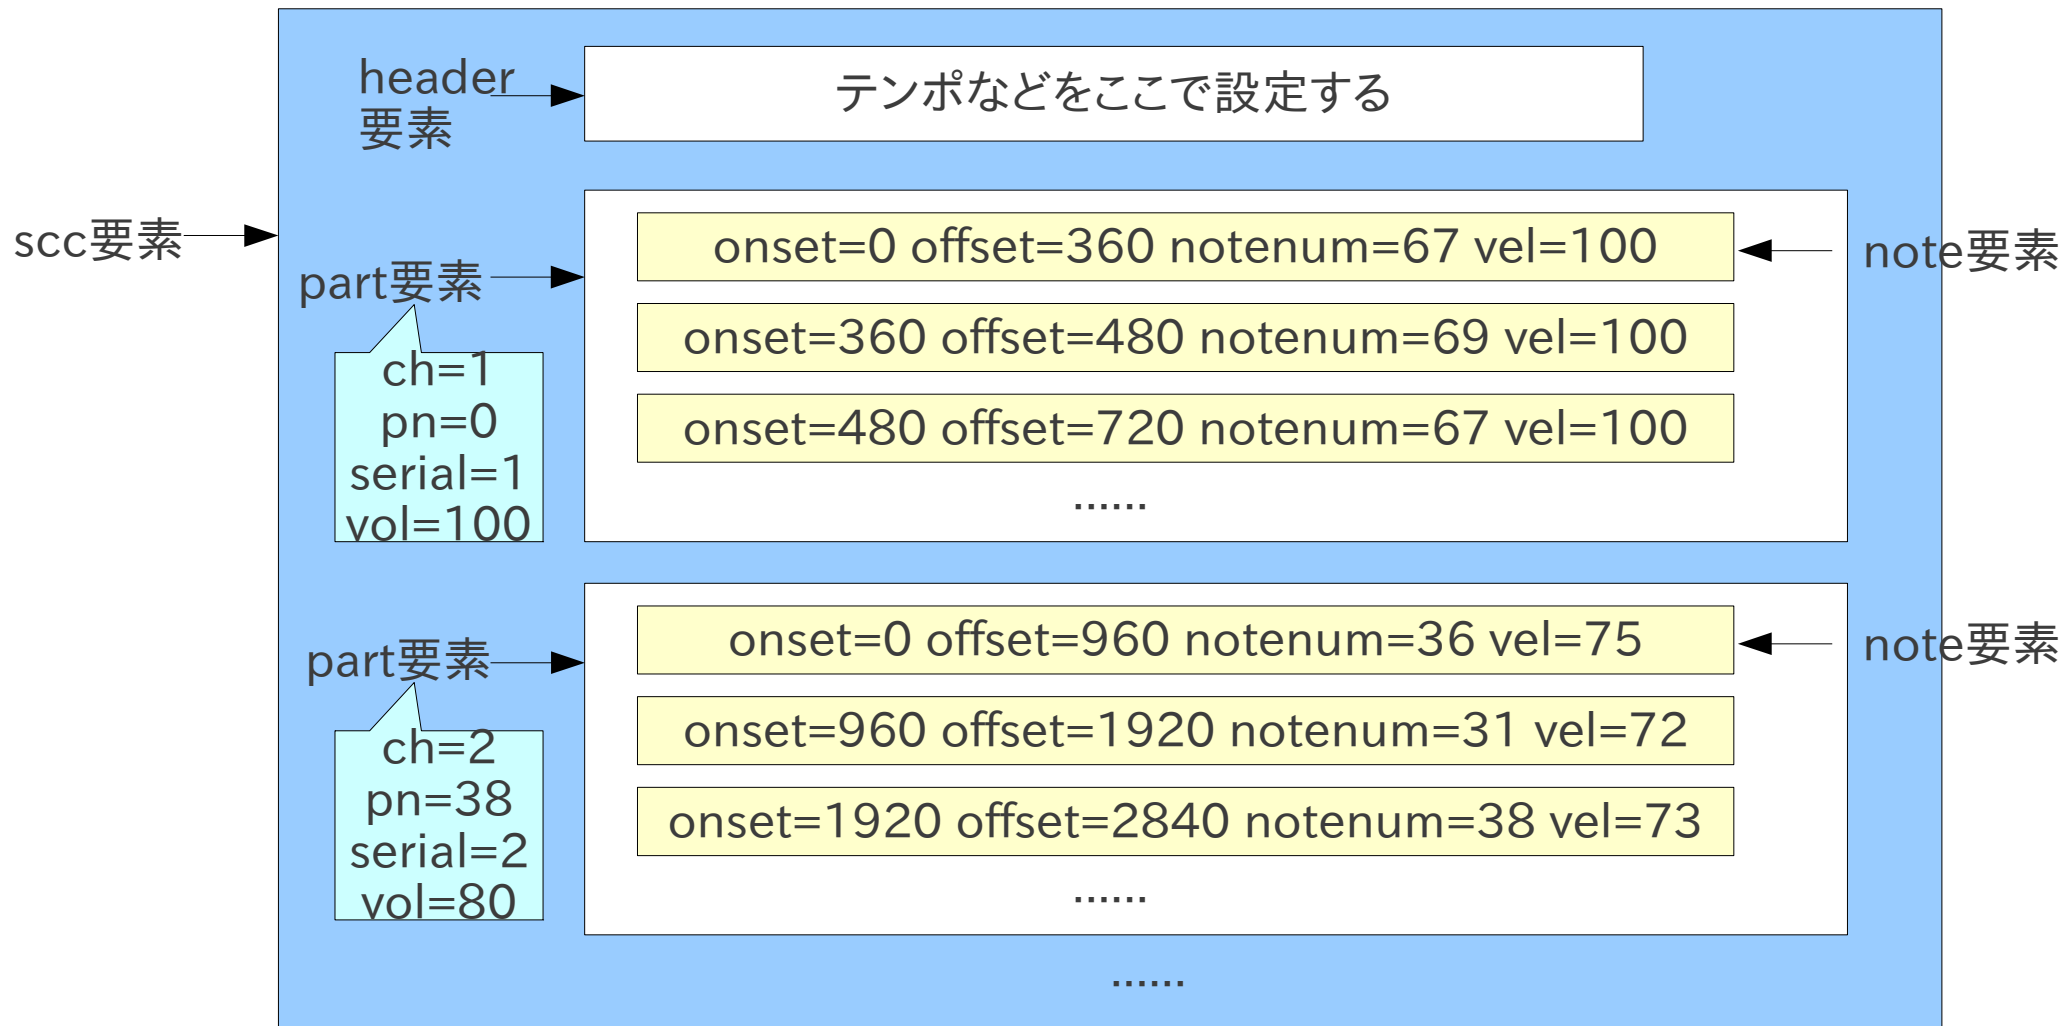 header
要素
テンポなどをここで設定する
scc要素
part要素
ch=1
pn=0
serial=1
vol=100
onset=0 offset=360 notenum=67 vel=100
onset=360 offset=480 notenum=69 vel=100
onset=480 offset=720 notenum=67 vel=100
......
note要素
part要素
ch=2
pn=38
serial=2
vol=80
onset=0 offset=960 notenum=36 vel=75
onset=960 offset=1920 notenum=31 vel=72
onset=1920 offset=2840 notenum=38 vel=73
......
note要素
......